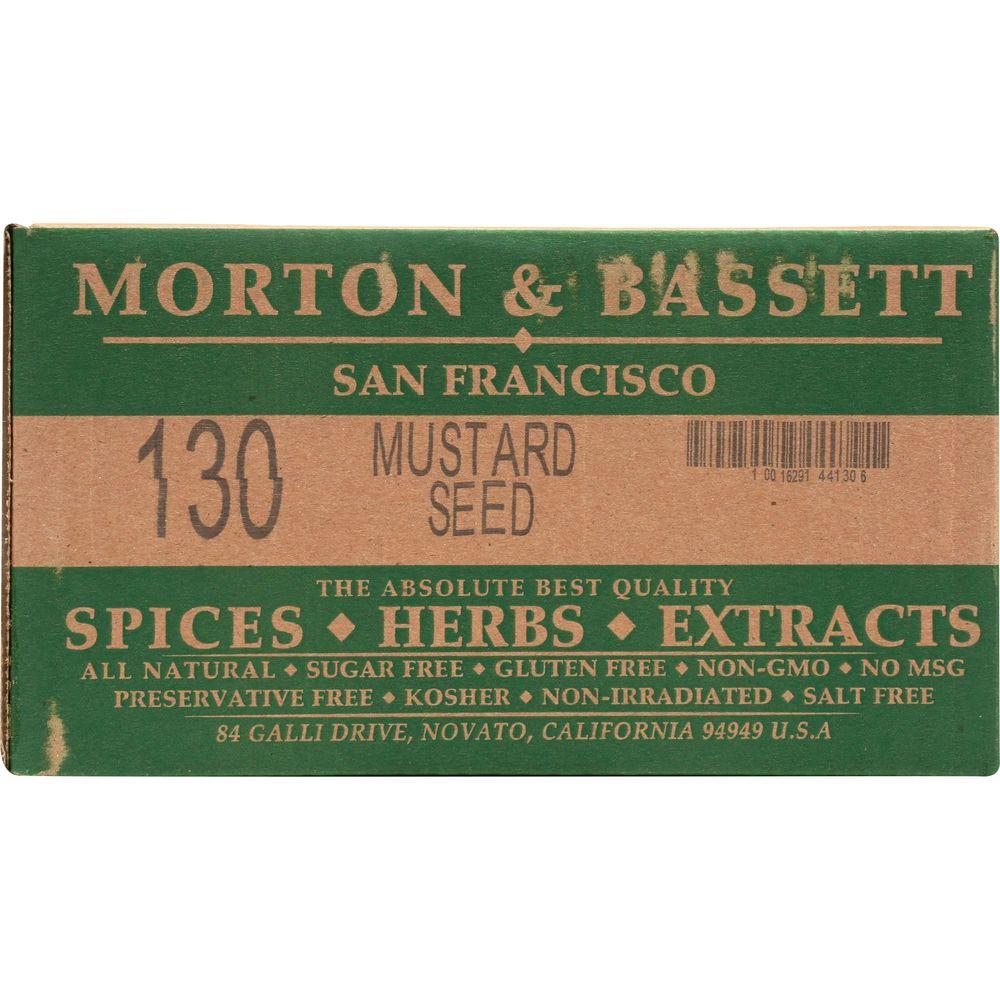 MORTON & BASSETT
SAN FRANCISCO
130
MUSTARD
SEED
1 00 16291 44130 6
THE ABSOLUTE BEST QUALITY
SPICES ◆ HERBS ◆ EXTRACTS
ALL NATURAL ◆ SUGAR FREE ◆ GLUTEN FREE ◆ NON-GMO ◆ NO MSG
PRESERVATIVE FREE ◆ KOSHER ◆ NON-IRRADIATED ◆ SALT FREE
84 GALLI DRIVE, NOVATO, CALIFORNIA 94949 U.S.A